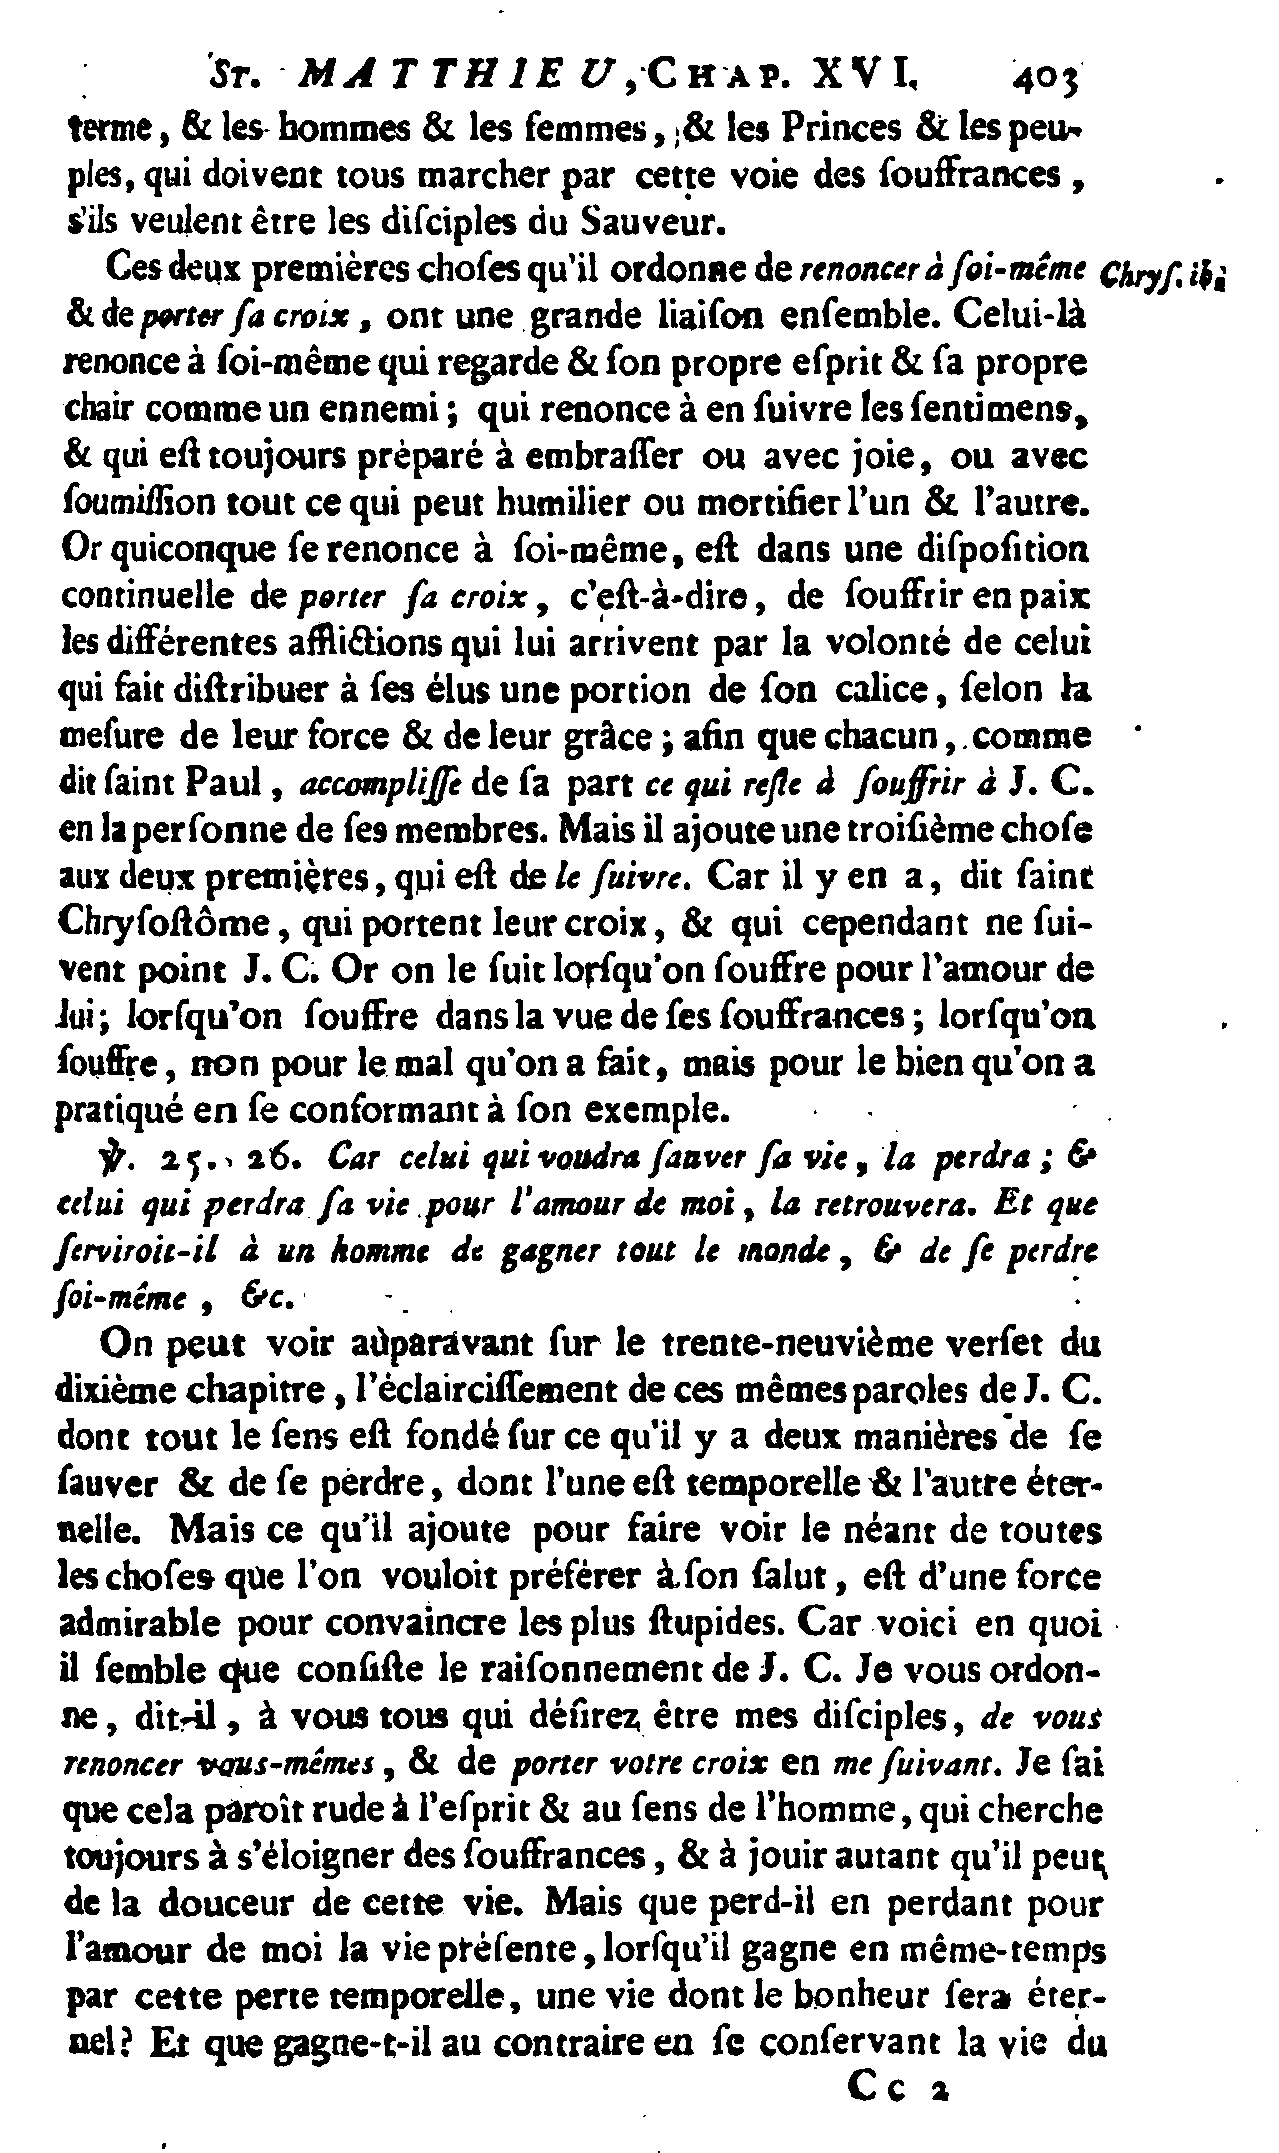 St. MATTHIEU, CHAP. XVI. 403
terme, & les hommes & les femmes, & les Princes & les peu-
ples, qui doivent tous marcher par cette voie des ſouffrances,
s'ils veulent être les diſciples du Sauveur.
Ces deux premières choſes qu'il ordonne de renoncer à ſoi-même
Chryſ. ibi
& de porter ſa croix, ont une grande liaiſon enſemble. Celui-là
renonce à ſoi-même qui regarde & ſon propre eſprit & ſa propre
chair comme un ennemi; qui renonce à en ſuivre les ſentimens,
& qui eſt toujours préparé à embraſſer ou avec joie, ou avec
ſoumiſſion tout ce qui peut humilier ou mortifier l'un & l'autre.
Or quiconque ſe renonce à ſoi-même, eſt dans une diſpoſition
continuelle de porter ſa croix, c'eſt-à-dire, de ſouffrir en paix
les différentes afflictions qui lui arrivent par la volonté de celui
qui fait diſtribuer à ſes élus une portion de ſon calice, ſelon la
meſure de leur force & de leur grâce; afin que chacun, comme
dit ſaint Paul, accompliſſe de ſa part ce qui reſte à ſouffrir à J. C.
en la perſonne de ſes membres. Mais il ajoute une troiſième choſe
aux deux premières, qui eſt de le ſuivre. Car il y en a, dit ſaint
Chryſoſtôme, qui portent leur croix, & qui cependant ne ſui-
vent point J. C. Or on le ſuit lorſqu'on ſouffre pour l'amour de
lui; lorſqu'on ſouffre dans la vue de ſes ſouffrances; lorſqu'on
ſouffre, non pour le mal qu'on a fait, mais pour le bien qu'on a
pratiqué en ſe conformant à ſon exemple.
℣. 25. 26. Car celui qui voudra ſauver ſa vie, la perdra; &
celui qui perdra ſa vie pour l'amour de moi, la retrouvera. Et que
ſerviroit-il à un homme de gagner tout le monde, & de ſe perdre
ſoi-même, &c.
On peut voir aùparavant ſur le trente-neuvième verſet du
dixième chapitre, l'éclairciſſement de ces mêmes paroles de J. C.
dont tout le ſens eſt fondé ſur ce qu'il y a deux manières de ſe
ſauver & de ſe perdre, dont l'une eſt temporelle & l'autre éter-
nelle. Mais ce qu'il ajoute pour faire voir le néant de toutes
les choſes que l'on vouloit préférer à ſon ſalut, eſt d'une force
admirable pour convaincre les plus ſtupides. Car voici en quoi
il ſemble que conſiſte le raiſonnement de J. C. Je vous ordon-
ne, dit-il, à vous tous qui déſirez être mes diſciples, de vous
renoncer vous-mêmes, & de porter votre croix en me ſuivant. Je ſai
que cela paroît rude à l'eſprit & au ſens de l'homme, qui cherche
toujours à s'éloigner des ſouffrances, & à jouir autant qu'il peut
de la douceur de cette vie. Mais que perd-il en perdant pour
l'amour de moi la vie préſente, lorſqu'il gagne en même-temps
par cette perte temporelle, une vie dont le bonheur ſera éter-
nel? Et que gagne-t-il au contraire en ſe conſervant la vie du
Cc 2